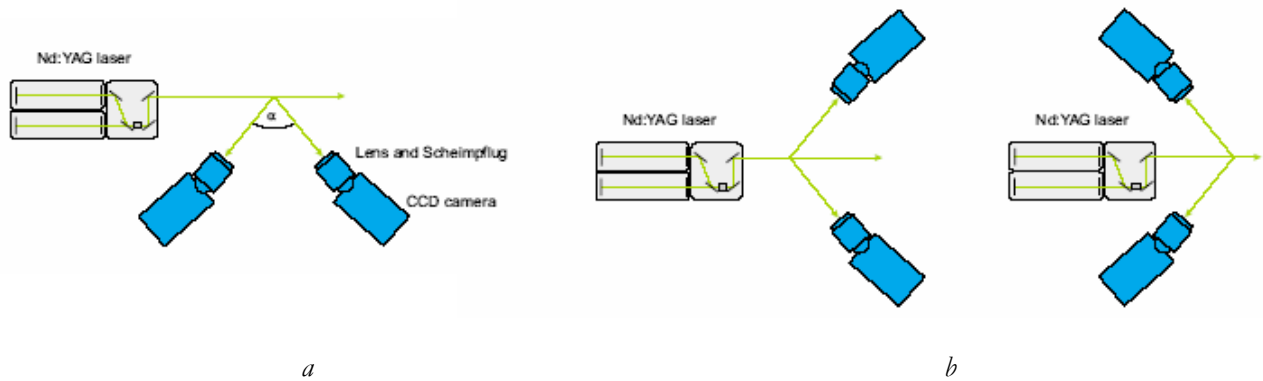 Nd:YAG laser
α
Lens and Scheimpflug
CCD camera
a
Nd:YAG laser
Nd:YAG laser
b